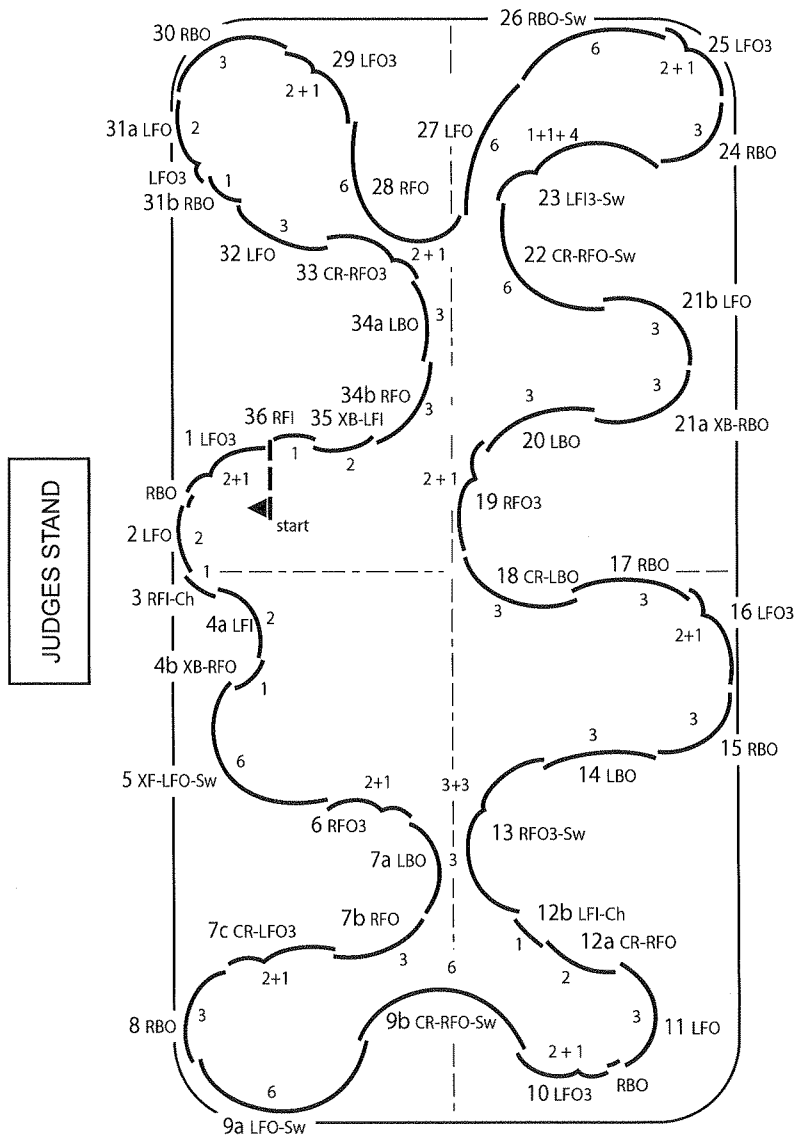 26 RBO-Sw
30 RBO
6
25 LFO3
3
29 LFO3
2+1
2 + 1
31a LFO
2
27 LFO
6
1+1+ 4
3
24 RBO
LFO3
1
31b RBO
6
28 RFO
23 LFI3-Sw
3
32 LFO
2 + 1
22 CR-RFO-Sw
33 CR-RFO3
6
21b LFO
34a LBO
3
3
34b RFO
3
3
3
21a XB-RBO
36 RFI
35 XB-LFI
20 LBO
1 LFO3
1
2
2+1
2 + 1
RBO
19 RFO3
start
2 LFO
2
JUDGES STAND
1
18 CR-LBO
17 RBO
3 RFI-Ch
3
3
16 LFO3
4a LFI
2
2+1
4b XB-RFO
1
3
3
15 RBO
6
5 XF-LFO-Sw
2+1
3+3
14 LBO
6 RFO3
13 RFO3-Sw
7a LBO
3
7b RFO
12b LFI-Ch
7c CR-LFO3
1
12a CR-RFO
2+1
3
6
2
8 RBO
3
9b CR-RFO-Sw
3
11 LFO
2 + 1
6
10 LFO3
RBO
9a LFO-Sw